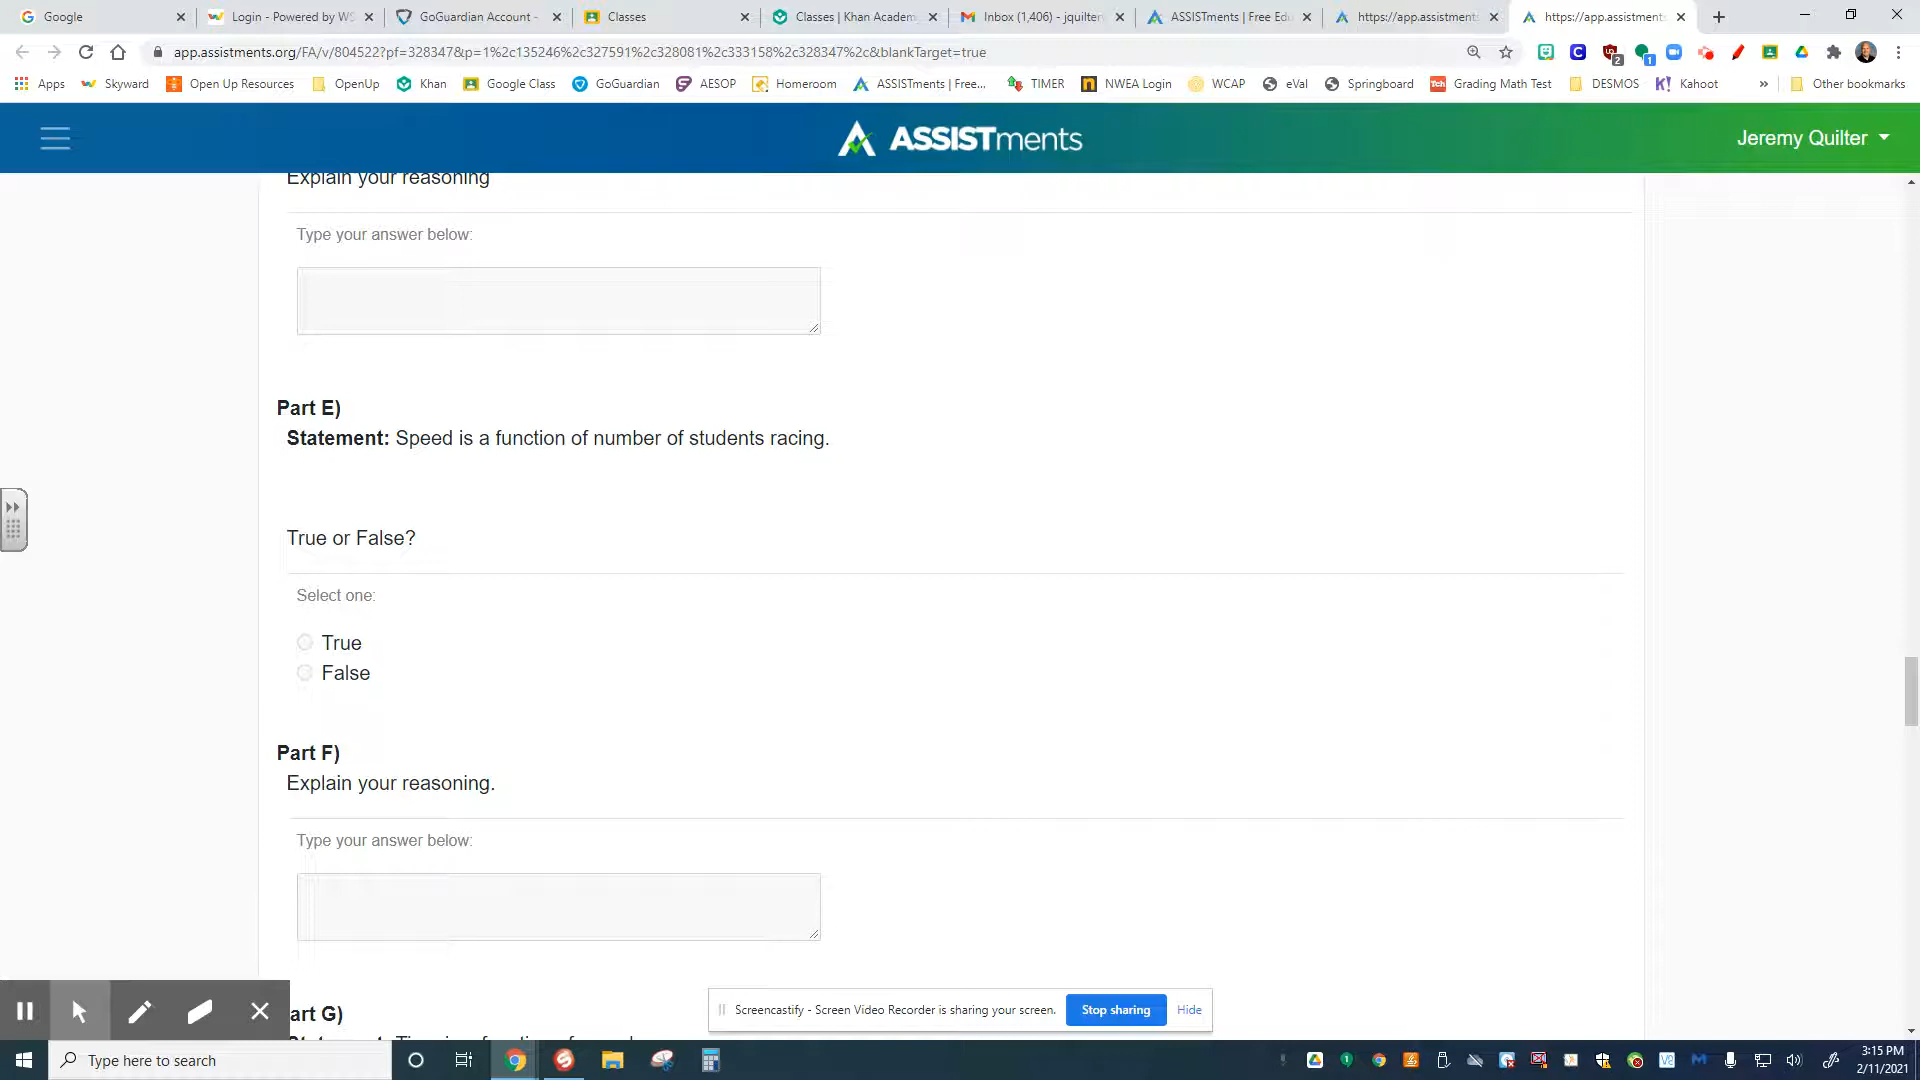 Google
Login - Powered by WS
GoGuardian Account -
Classes
Classes | Khan Academ
Inbox (1,406) - jquilter
ASSISTments | Free Edu
https://app.assistments
https://app.assistments
app.assistments.org/FA/v/804522?pf=328347&p=1%2c135246%2c327591%2c328081%2c333158%2c328347%2c&blankTarget=true
Apps Skyward Open Up Resources OpenUp Khan Google Class GoGuardian AESOP Homeroom ASSISTments | Free... TIMER NWEA Login WCAP eVal Springboard Grading Math Test DESMOS Kahoot » Other bookmarks
ASSISTments
Jeremy Quilter
Explain your reasoning
Type your answer below:
Part E)
Statement: Speed is a function of number of students racing.
True or False?
Select one:
True
False
Part F)
Explain your reasoning.
Type your answer below:
art G)
Screencastify - Screen Video Recorder is sharing your screen. Stop sharing Hide
Type here to search
3:15 PM
2/11/2021